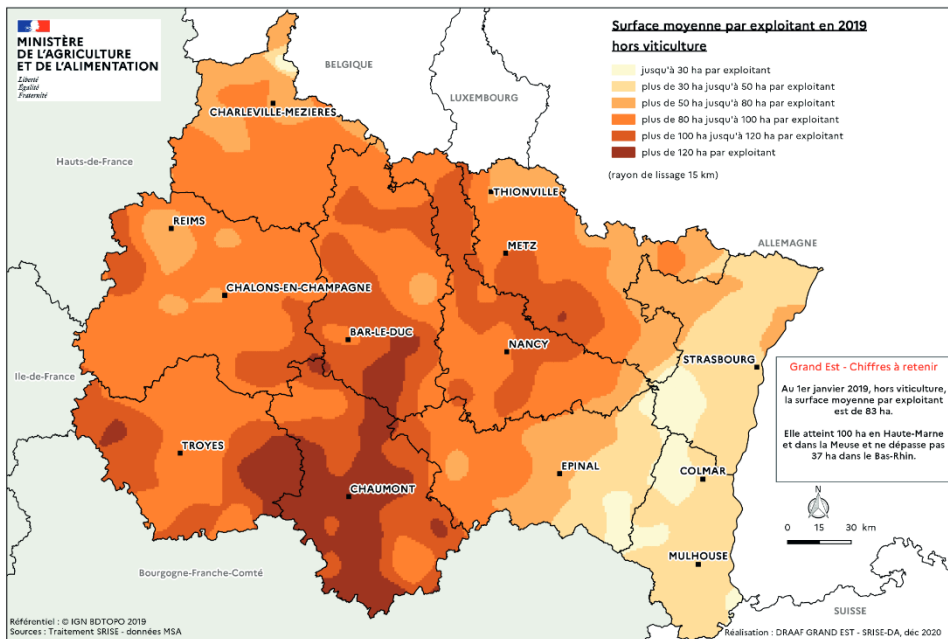 MINISTÈRE
DE L'AGRICULTURE
ET DE L'ALIMENTATION
Liberté
Égalité
Fraternité
Surface moyenne par exploitant en 2019
hors viticulture
jusqu'à 30 ha par exploitant
plus de 30 ha jusqu'à 50 ha par exploitant
plus de 50 ha jusqu'à 80 ha par exploitant
plus de 80 ha jusqu'à 100 ha par exploitant
plus de 100 ha jusqu'à 120 ha par exploitant
plus de 120 ha par exploitant
(rayon de lissage 15 km)
BELGIQUE
LUXEMBOURG
CHARLEVILLE-MEZIERES
Hauts-de-France
THIONVILLE
REIMS
METZ
ALLEMAGNE
CHALONS-EN-CHAMPAGNE
BAR-LE-DUC
NANCY
STRASBOURG
Ile-de-France
Grand Est - Chiffres à retenir
Au 1er janvier 2019, hors viticulture,
la surface moyenne par exploitant
est de 83 ha.
Elle atteint 100 ha en Haute-Marne
et dans la Meuse et ne dépasse pas
37 ha dans le Bas-Rhin.
TROYES
EPINAL
COLMAR
CHAUMONT
N
0 15 30 km
MULHOUSE
Bourgogne-Franche-Comté
SUISSE
Référentiel : © IGN BDTOPO 2019
Sources : Traitement SRISE - données MSA
Réalisation : DRAAF GRAND EST - SRISE-DA, déc 2020